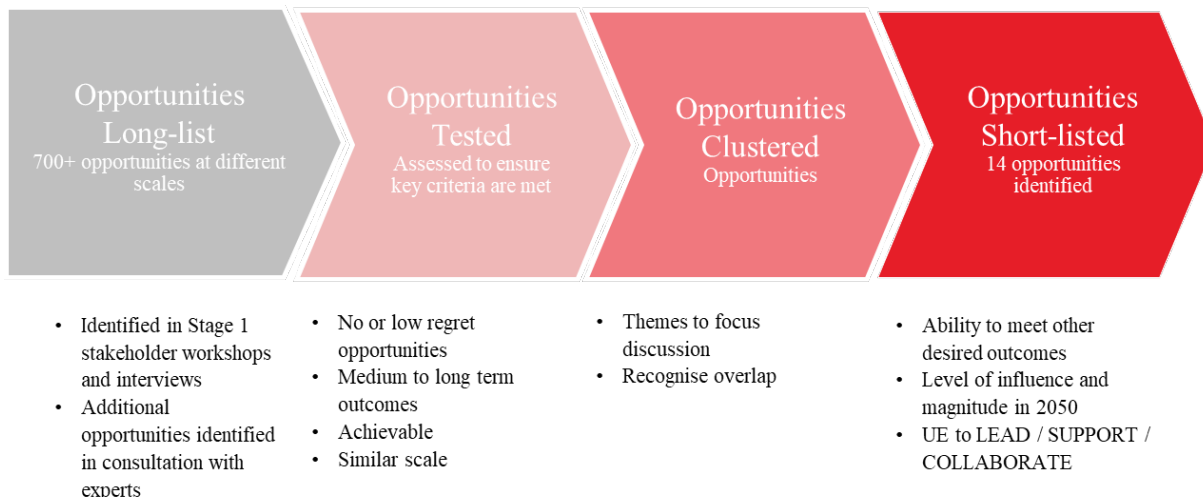 Opportunities
Long-list
700+ opportunities at different
scales
Opportunities
Tested
Assessed to ensure
key criteria are met
Opportunities
Clustered
Opportunities
Opportunities
Short-listed
14 opportunities
identified
• Identified in Stage 1
stakeholder workshops
and interviews
• Additional
opportunities identified
in consultation with
experts
• No or low regret
opportunities
• Medium to long term
outcomes
• Achievable
• Similar scale
• Themes to focus
discussion
• Recognise overlap
• Ability to meet other
desired outcomes
• Level of influence and
magnitude in 2050
• UE to LEAD / SUPPORT /
COLLABORATE